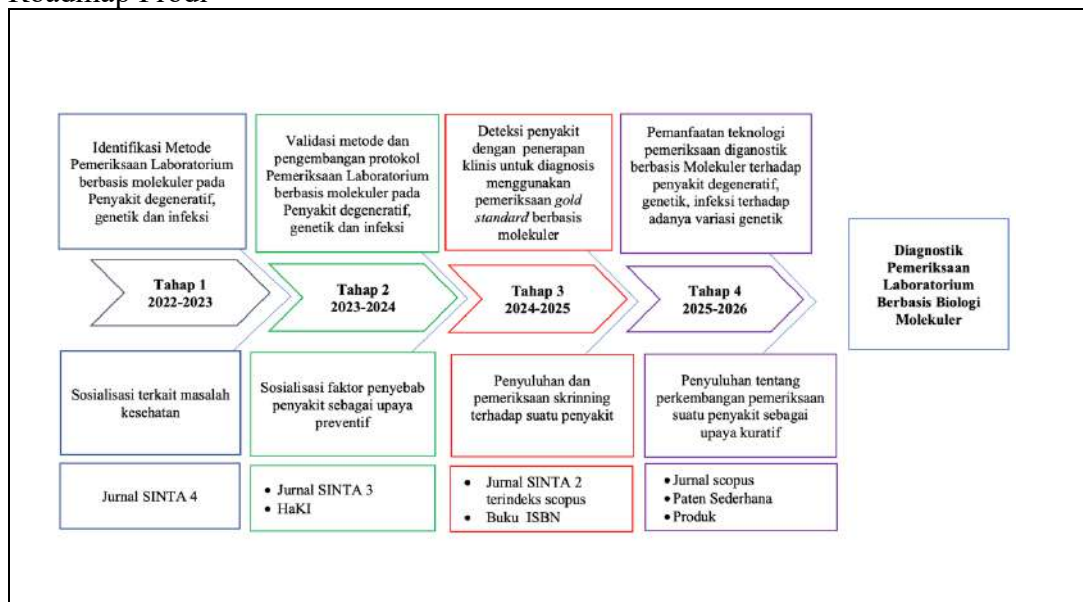 Roadmap Prodi
Identifikasi Metode
Pemeriksaan Laboratorium
berbasis molekuler pada
Penyakit degeneratif,
genetik dan infeksi
Validasi metode dan
pengembangan protokol
Pemeriksaan Laboratorium
berbasis molekuler pada
Penyakit degeneratif,
genetik dan infeksi
Deteksi penyakit
dengan penerapan
klinis untuk diagnosis
menggunakan
pemeriksaan gold
standard berbasis
molekuler
Pemanfaatan teknologi
pemeriksaan diganostik
berbasis Molekuler terhadap
penyakit degeneratif,
genetik, infeksi terhadap
adanya variasi genetik
Tahap 1
2022-2023
Tahap 2
2023-2024
Tahap 3
2024-2025
Tahap 4
2025-2026
Diagnostik
Pemeriksaan
Laboratorium
Berbasis Biologi
Molekuler
Sosialisasi terkait masalah
kesehatan
Sosialisasi faktor penyebab
penyakit sebagai upaya
preventif
Penyuluhan dan
pemeriksaan skrinning
terhadap suatu penyakit
Penyuluhan tentang
perkembangan pemeriksaan
suatu penyakit sebagai
upaya kuratif
Jurnal SINTA 4
• Jurnal SINTA 3
• HaKI
• Jurnal SINTA 2
terindeks scopus
• Buku ISBN
• Jurnal scopus
• Paten Sederhana
• Produk